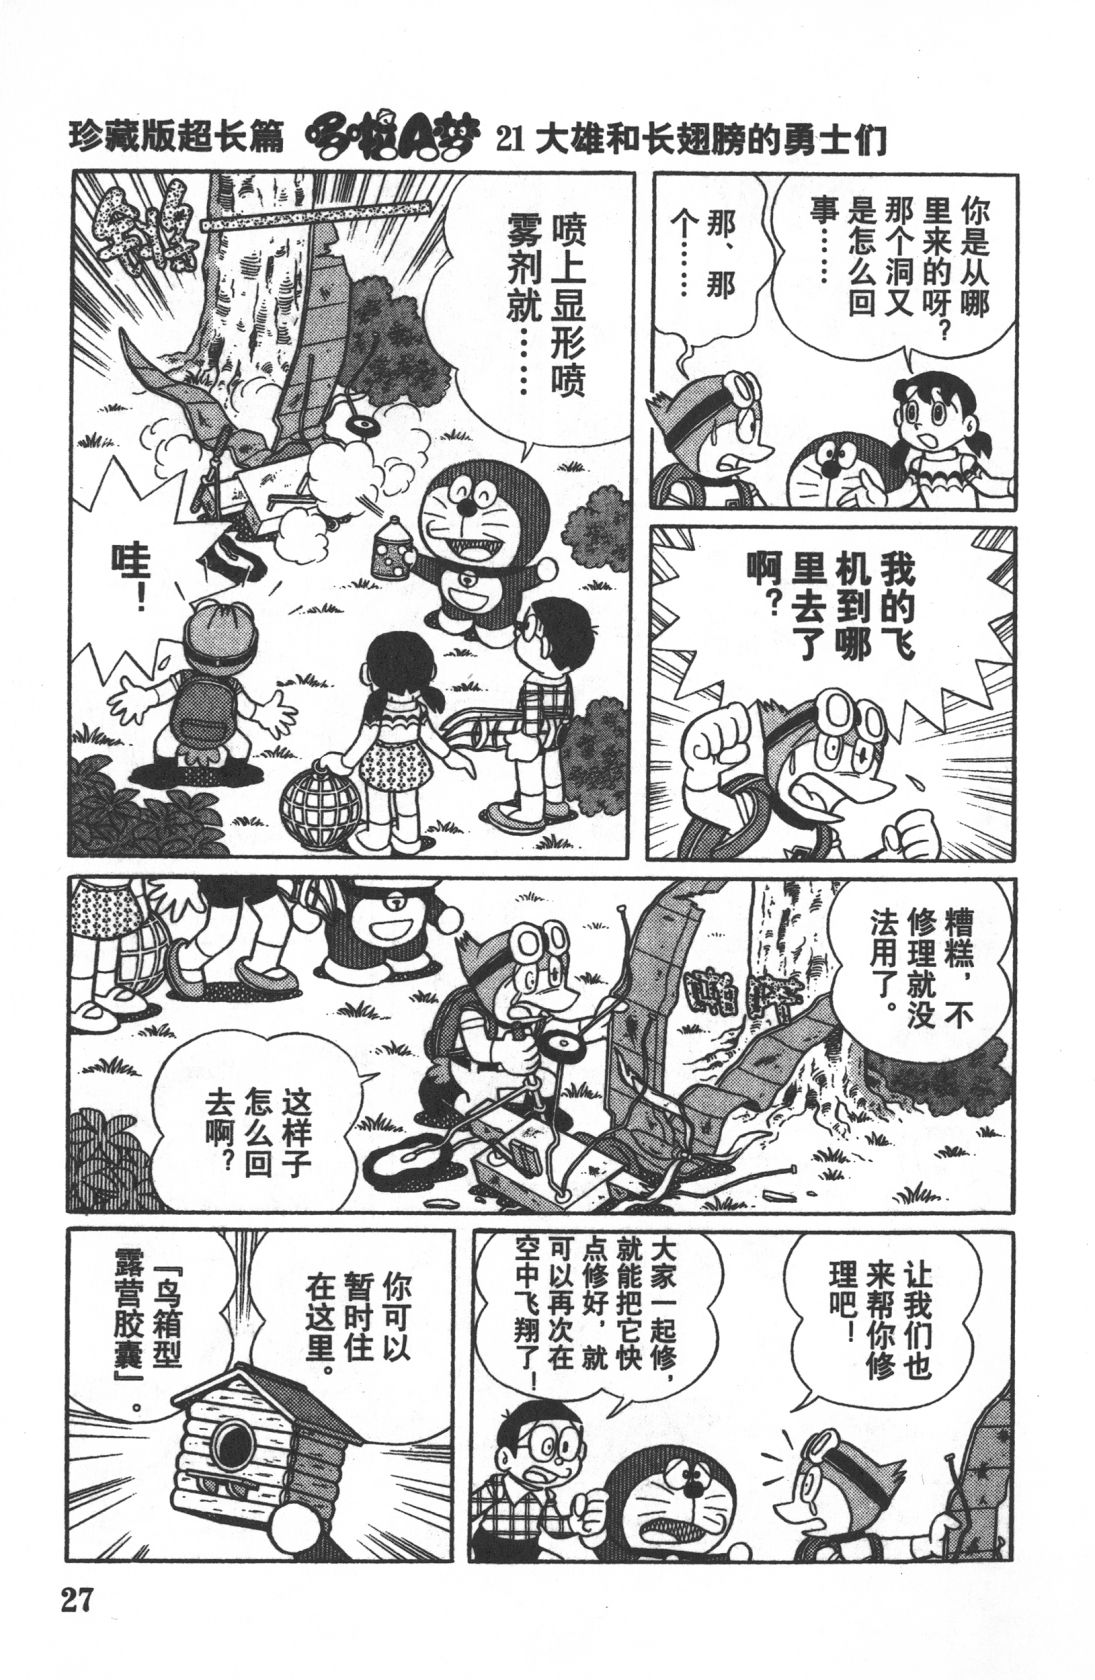 珍藏版超长篇 哆啦A梦 21 大雄和长翅膀的勇士们
你是从哪
里来的呀？
那个洞又
是怎么回
事……
那、那
个……
我的飞
机到哪
里去了
啊？
喷上显形喷
雾剂就……
哇！
糟糕，不
修理就没
法用了。
这样子
怎么回
去啊？
让我们也
来帮你修
理吧！
大家一起修，
就能把它快
点修好，就
可以再次在
空中飞翔了！
你可以
暂时住
在这里。
『鸟箱型
露营胶囊』。
27